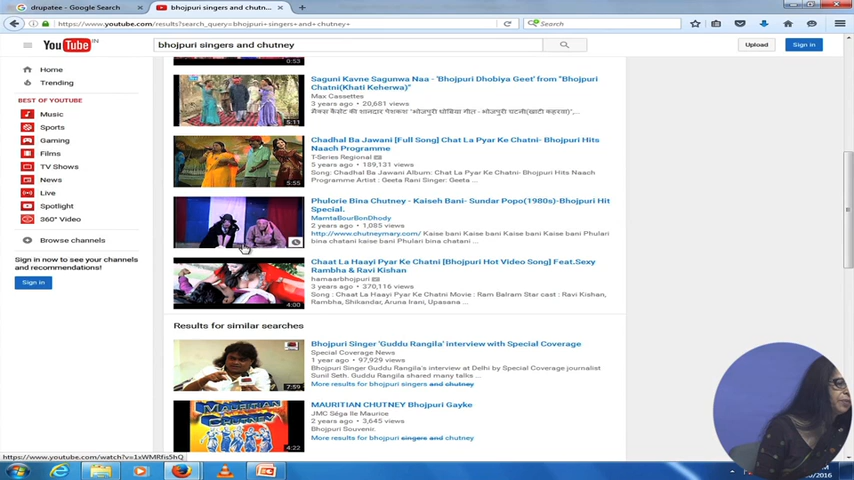 drupatee - Google Search
bhojpuri singers and chutn...
https://www.youtube.com/results?search_query=bhojpuri+singers+and+chutney+
Search
YouTube IN
bhojpuri singers and chutney
Upload
Sign in
Home
Trending
BEST OF YOUTUBE
Music
Sports
Gaming
Films
TV Shows
News
Live
Spotlight
360° Video
Browse channels
Sign in now to see your channels
and recommendations!
Sign in
0:53
Saguni Kavne Sagunwa Naa - 'Bhojpuri Dhobiya Geet' from "Bhojpuri
Chatni(Khati Keherwa)"
Max Cassettes
3 years ago • 20,681 views
5:11
Chadhal Ba Jawani [Full Song] Chat La Pyar Ke Chatni- Bhojpuri Hits
Naach Programme
T-Series Regional
5 years ago • 189,131 views
Song: Chadhal Ba Jawani Album: Chat La Pyar Ke Chatni- Bhojpuri Hits
Naach Programme Artist : Geeta Rani Singer: Geeta ...
5:55
Phulorie Bina Chutney - Kaiseh Bani- Sundar Popo(1980s)-Bhojpuri Hit
Special.
MamtaBourBonDhody
2 years ago • 1,085 views
http://www.chutneymary.com/ Kaise bani Kaise bani Kaise bani Phulari
bina chatani kaise bani Phulari bina chatani ...
Chaat La Haayi Pyar Ke Chatni [Bhojpuri Hot Video Song] Feat.Sexy
Rambha & Ravi Kishan
hamaarbhojpuri
3 years ago • 370,116 views
Song : Chaat La Haayi Pyar Ke Chatni Movie : Ram Balram Star cast : Ravi Kishan,
Rambha, Shikandar, Aruna Irani, Upasana ...
4:00
Results for similar searches
Bhojpuri Singer 'Guddu Rangila' interview with Special Coverage
Special Coverage News
1 year ago • 97,929 views
Bhojpuri Singer Guddu Rangila's interview at Delhi by Special Coverage journalist
Sunil Seth. Guddu Rangila shared many talks ...
More results for bhojpuri singers and chutney
7:59
MAURITIAN CHUTNEY Bhojpuri Gayke
JMC Séga Ile Maurice
2 years ago • 3,645 views
Bhojpuri Souvenir.
More results for bhojpuri singers and chutney
MAURITIAN
CHUTNEY
4:22
https://www.youtube.com/watch?v=1xWMRfis5hQ